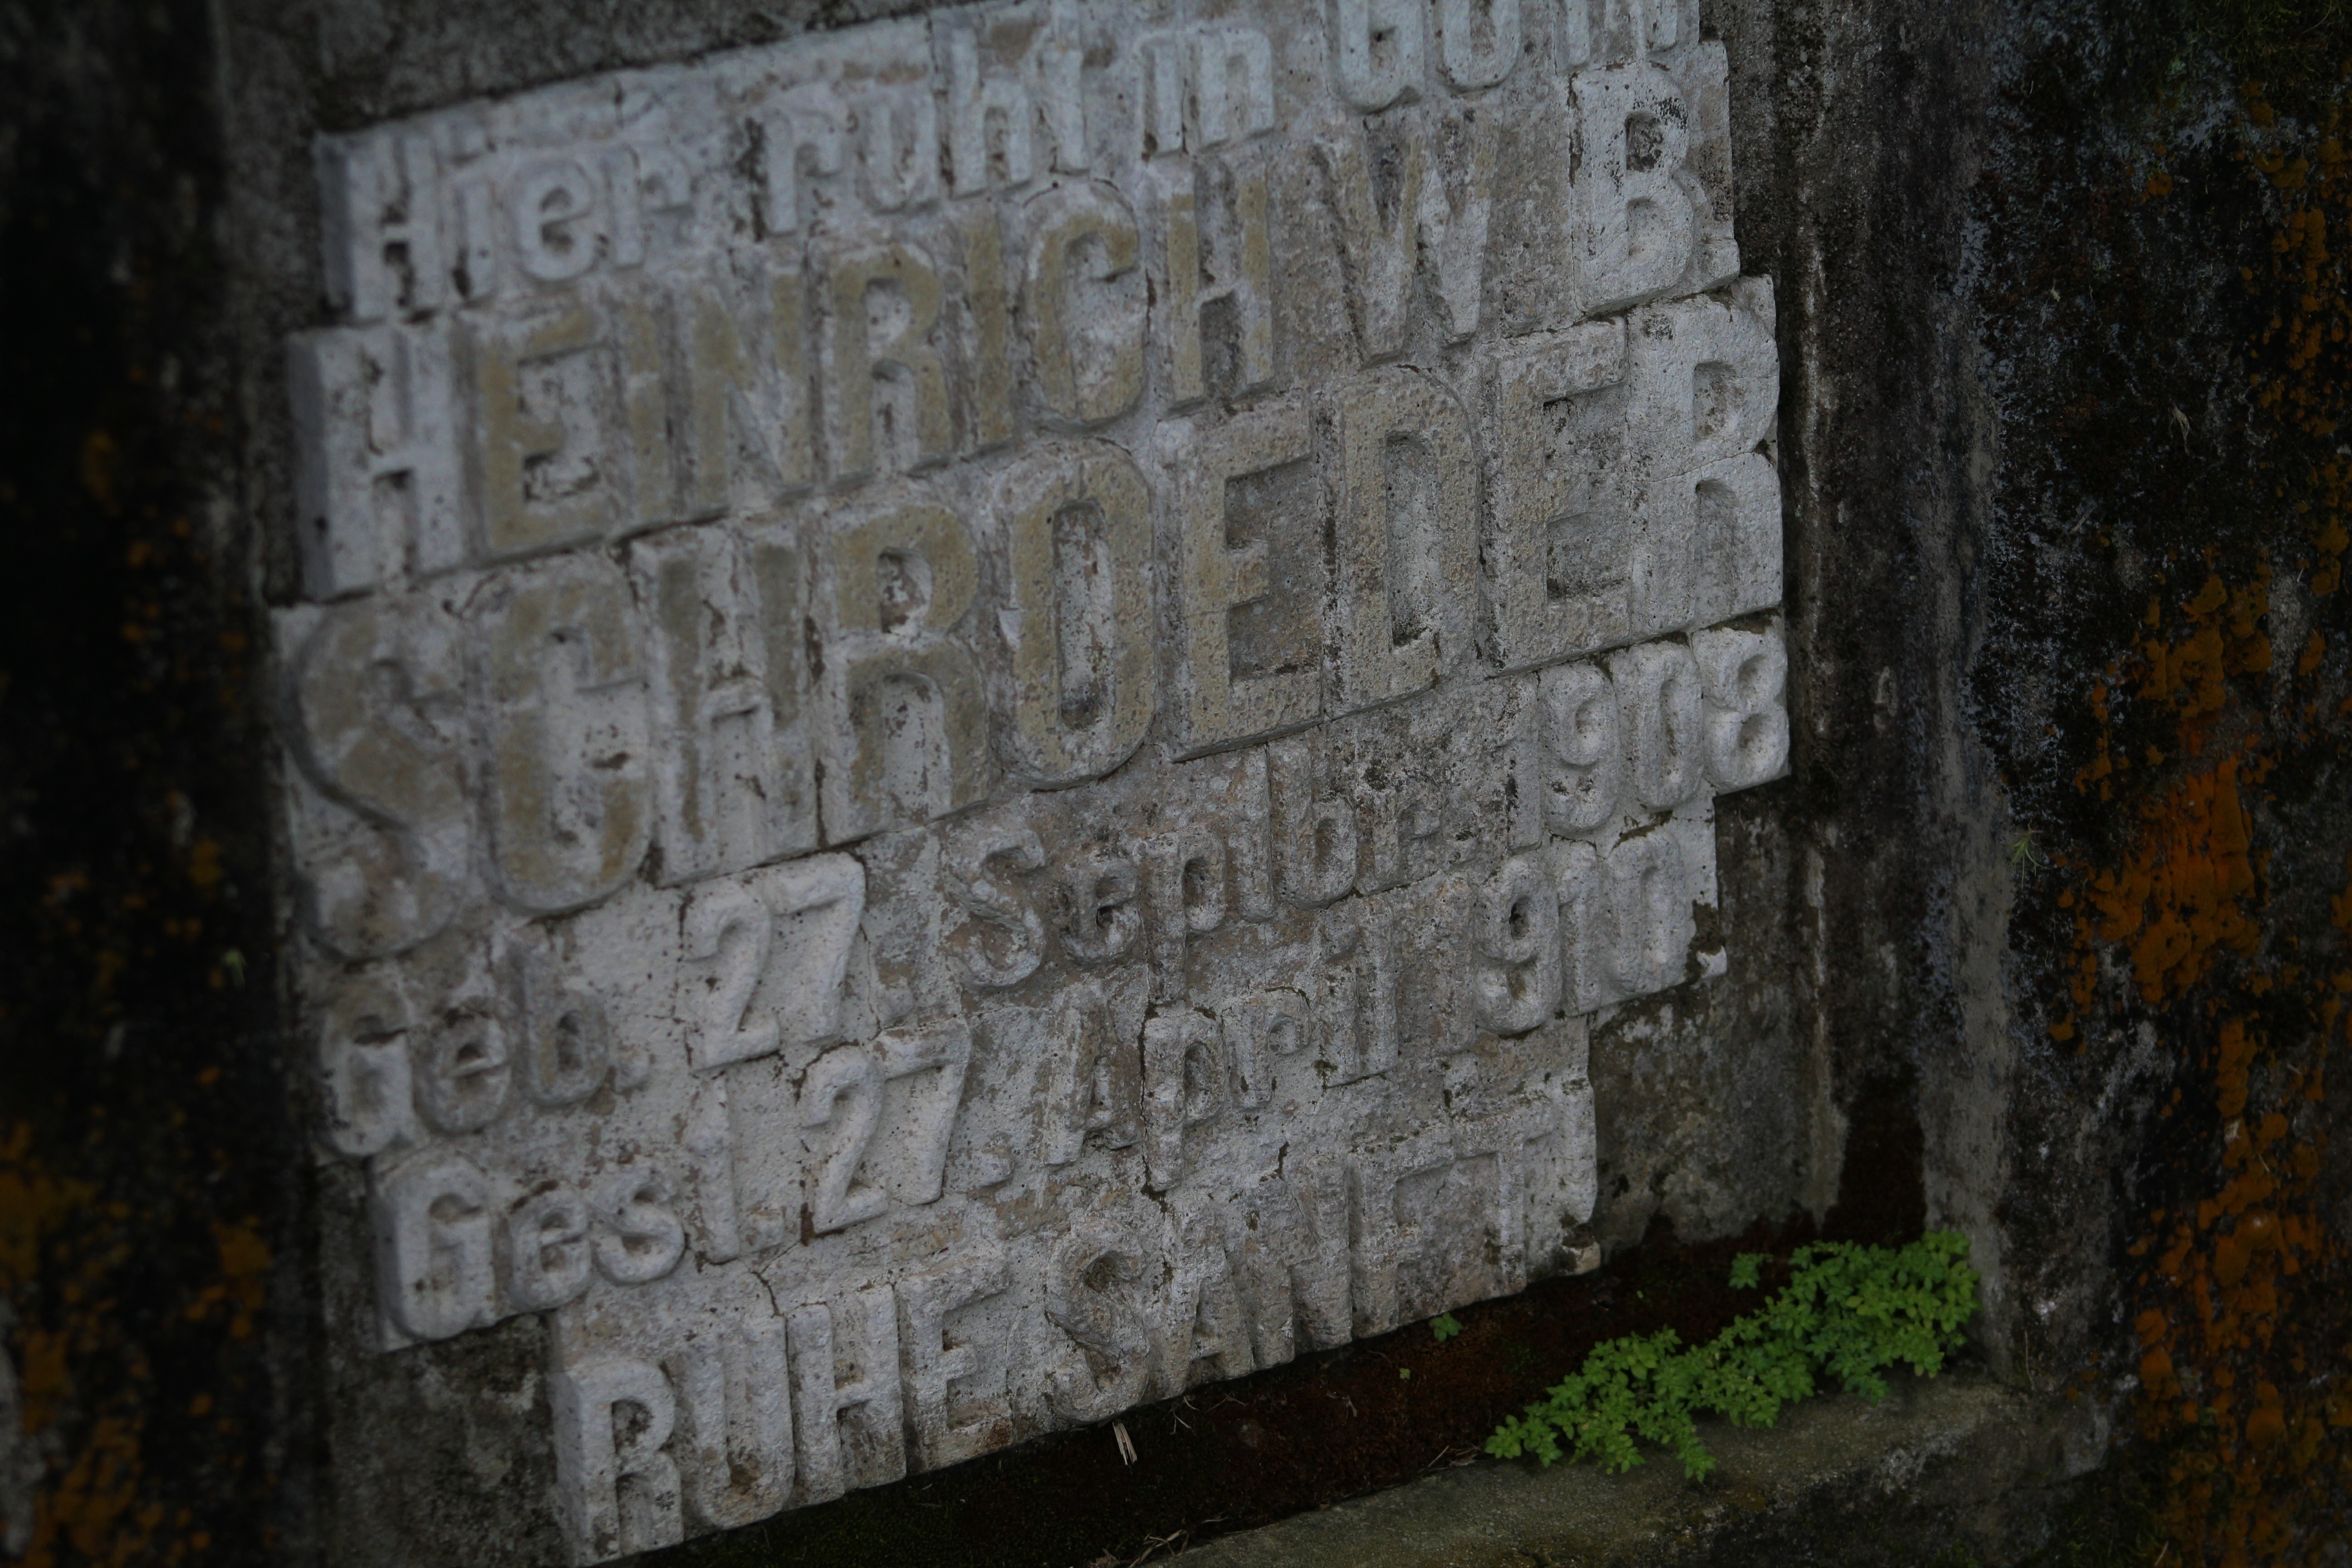 Hier ruht in Gott
HEINRICH W B
SCHROEDER
Geb. 27. Septbr. 1908
Gest. 27. April 1910
RUHE SANFT!